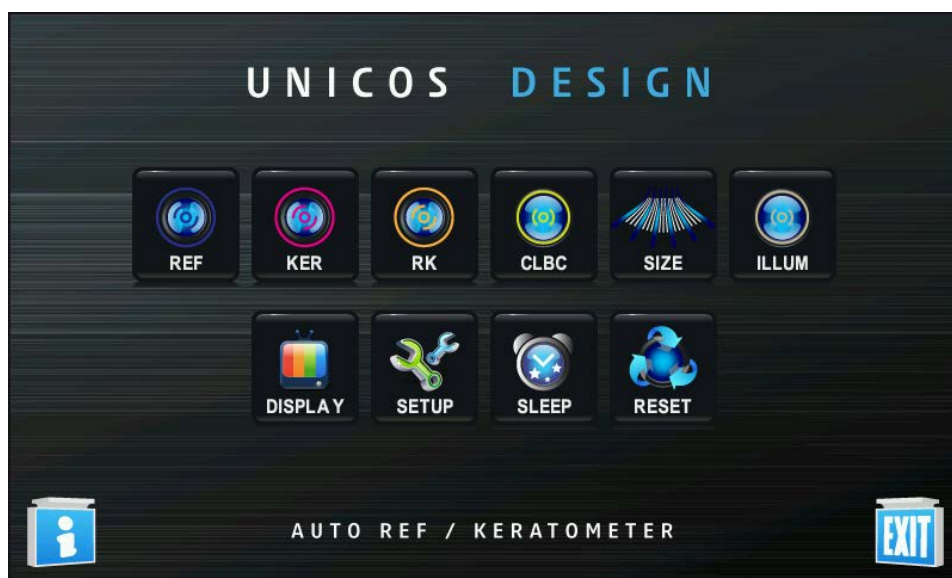 UNICOS DESIGN
REF KER RK CLBC SIZE ILLUM
DISPLAY SETUP SLEEP RESET
i AUTO REF / KERATOMETER EXIT